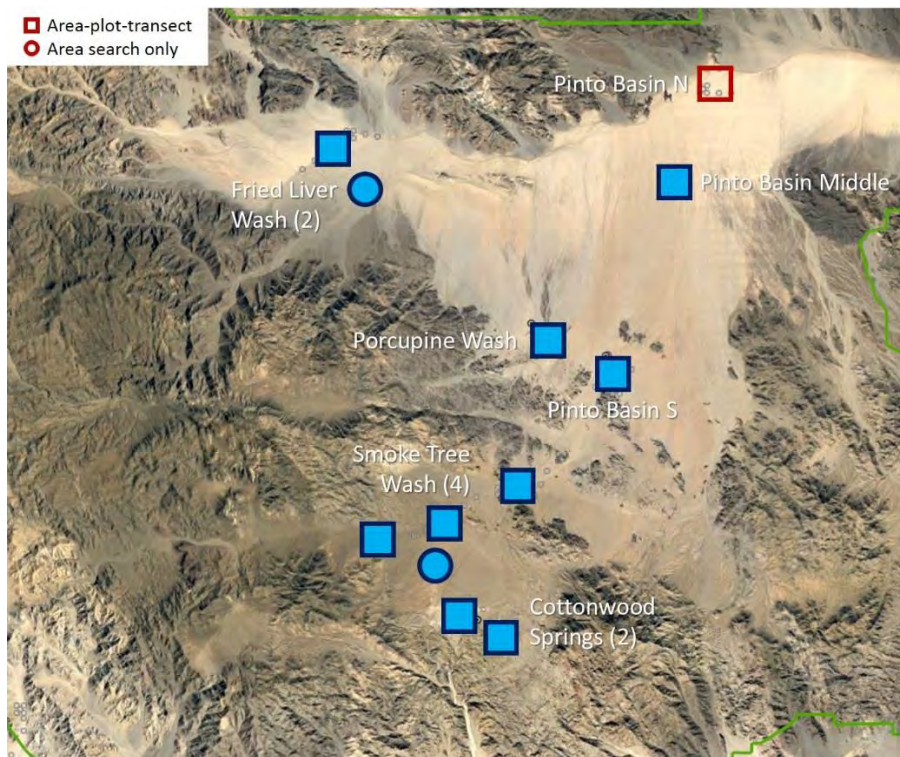 Area-plot-transect
Area search only
Pinto Basin N
Pinto Basin Middle
Fried Liver
Wash (2)
Porcupine Wash
Pinto Basin S
Smoke Tree
Wash (4)
Cottonwood
Springs (2)